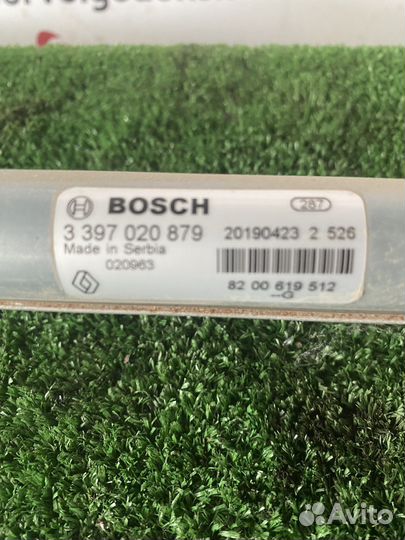 BOSCH
287
3 397 020 879
20190423 2 526
Made in Serbia
020963
82 00 619 512
--G
Avito